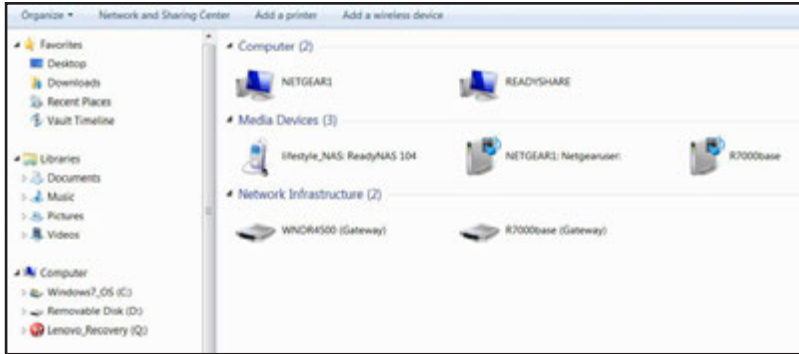 Organize Network and Sharing Center Add a printer Add a wireless device
Favorites
Desktop
Downloads
Recent Places
Vault Timeline
Libraries
Documents
Music
Pictures
Videos
Computer
Windows7_OS (C:)
Removable Disk (D:)
Lenovo_Recovery (Q:)
Computer (2)
NETGEAR1 READYSHARE
Media Devices (3)
lifestyle_NAS: ReadyNAS 104 NETGEAR1: Netgearuser: R7000base
Network Infrastructure (2)
WNDR4500 (Gateway) R7000base (Gateway)